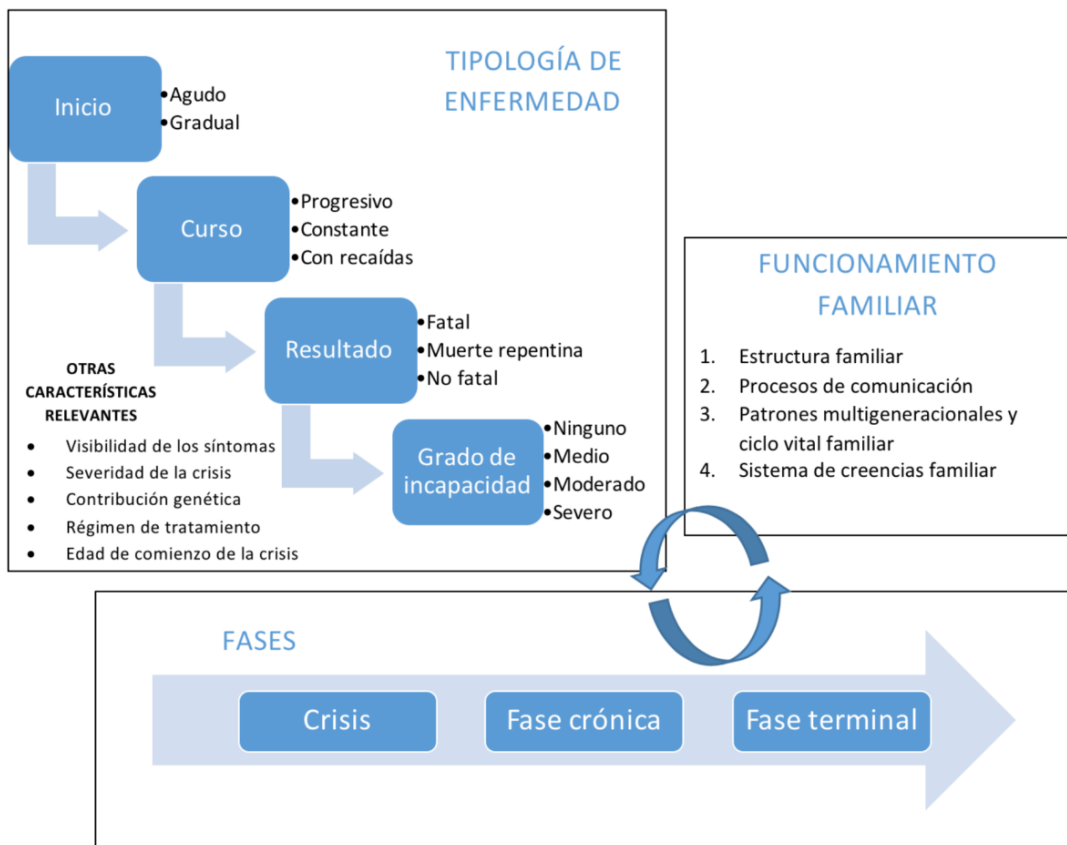 TIPOLOGÍA DE
ENFERMEDAD
Inicio
•Agudo
•Gradual
Curso
•Progresivo
•Constante
•Con recaídas
Resultado
•Fatal
•Muerte repentina
•No fatal
Grado de
incapacidad
•Ninguno
•Medio
•Moderado
•Severo
OTRAS
CARACTERÍSTICAS
RELEVANTES
• Visibilidad de los síntomas
• Severidad de la crisis
• Contribución genética
• Régimen de tratamiento
• Edad de comienzo de la crisis
FUNCIONAMIENTO
FAMILIAR
1. Estructura familiar
2. Procesos de comunicación
3. Patrones multigeneracionales y
ciclo vital familiar
4. Sistema de creencias familiar
FASES
Crisis
Fase crónica
Fase terminal